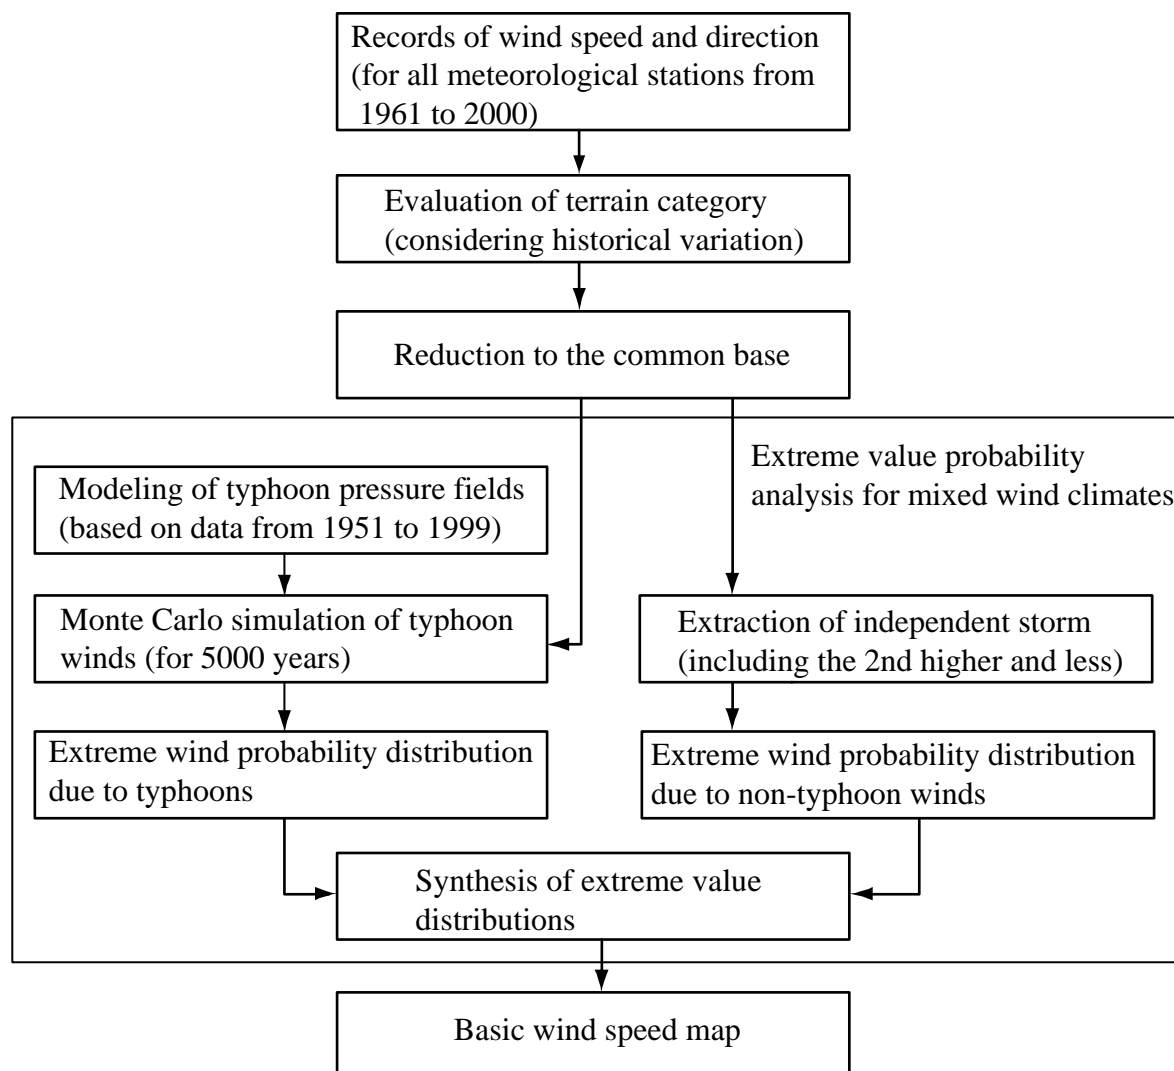 Records of wind speed and direction
(for all meteorological stations from
1961 to 2000)
Evaluation of terrain category
(considering historical variation)
Reduction to the common base
Extreme value probability
analysis for mixed wind climates
Modeling of typhoon pressure fields
(based on data from 1951 to 1999)
Monte Carlo simulation of typhoon
winds (for 5000 years)
Extraction of independent storm
(including the 2nd higher and less)
Extreme wind probability distribution
due to typhoons
Extreme wind probability distribution
due to non-typhoon winds
Synthesis of extreme value
distributions
Basic wind speed map